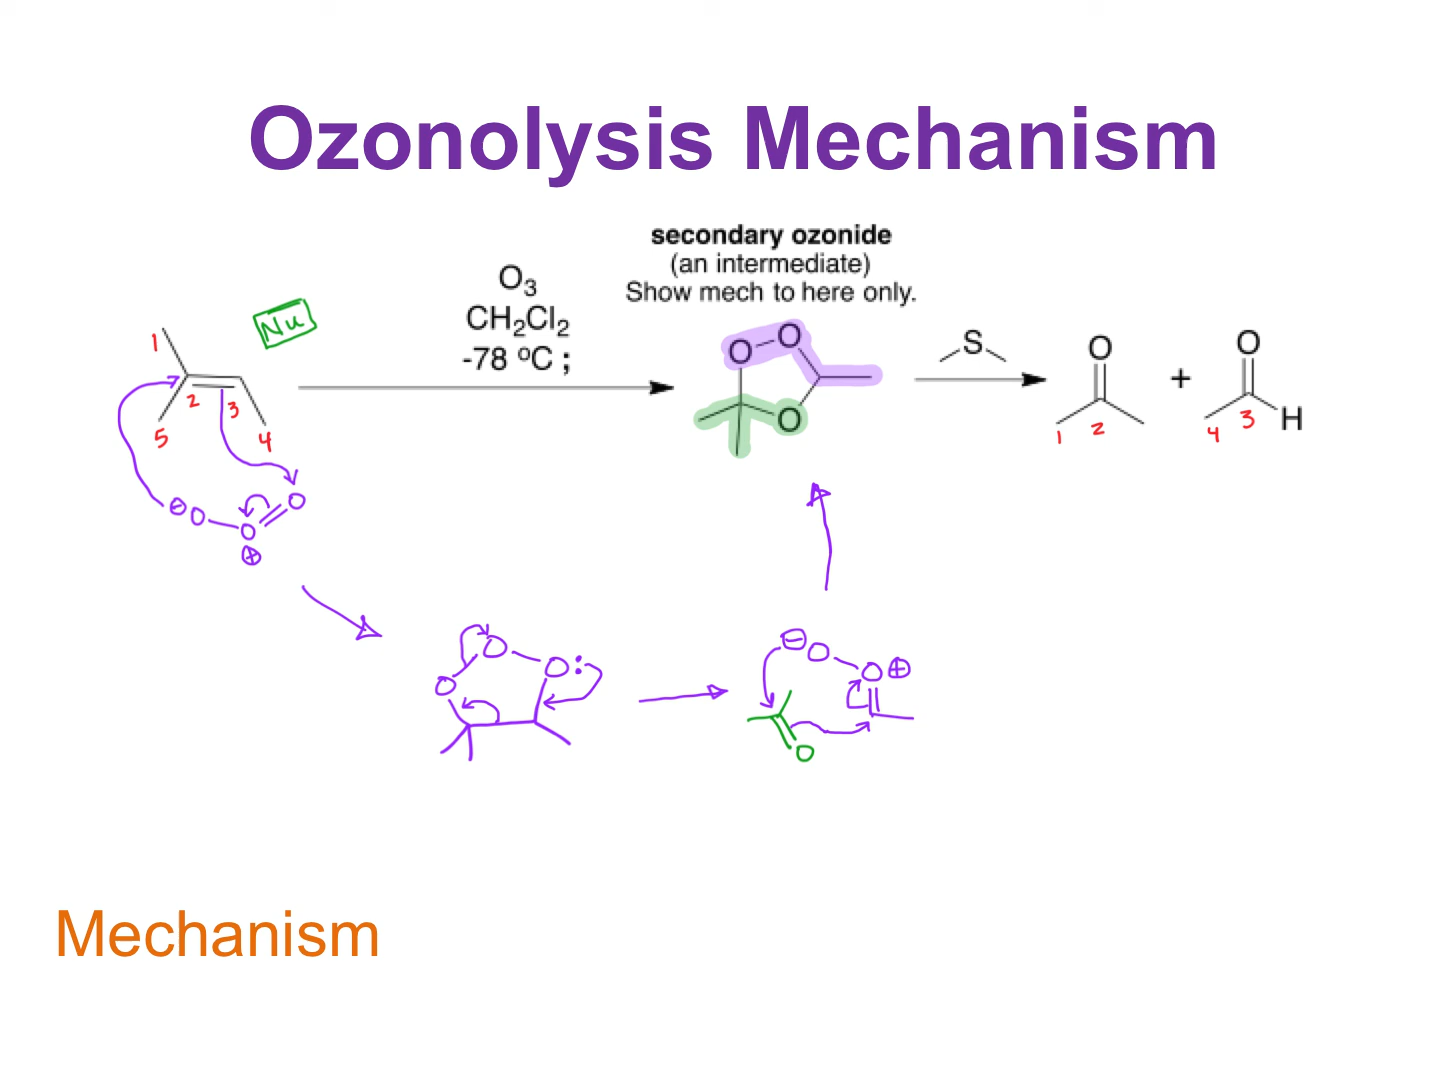 Ozonolysis Mechanism
secondary ozonide
(an intermediate)
Show mech to here only.
O3
CH2Cl2
-78 ºC ;
Nu
1
2
3
5
4
O
O
O
S
O
1
2
+
O
H
4
3
⊖ O
O
O
⊕
O
O
O:
⊖ O
O ⊕
O
Mechanism